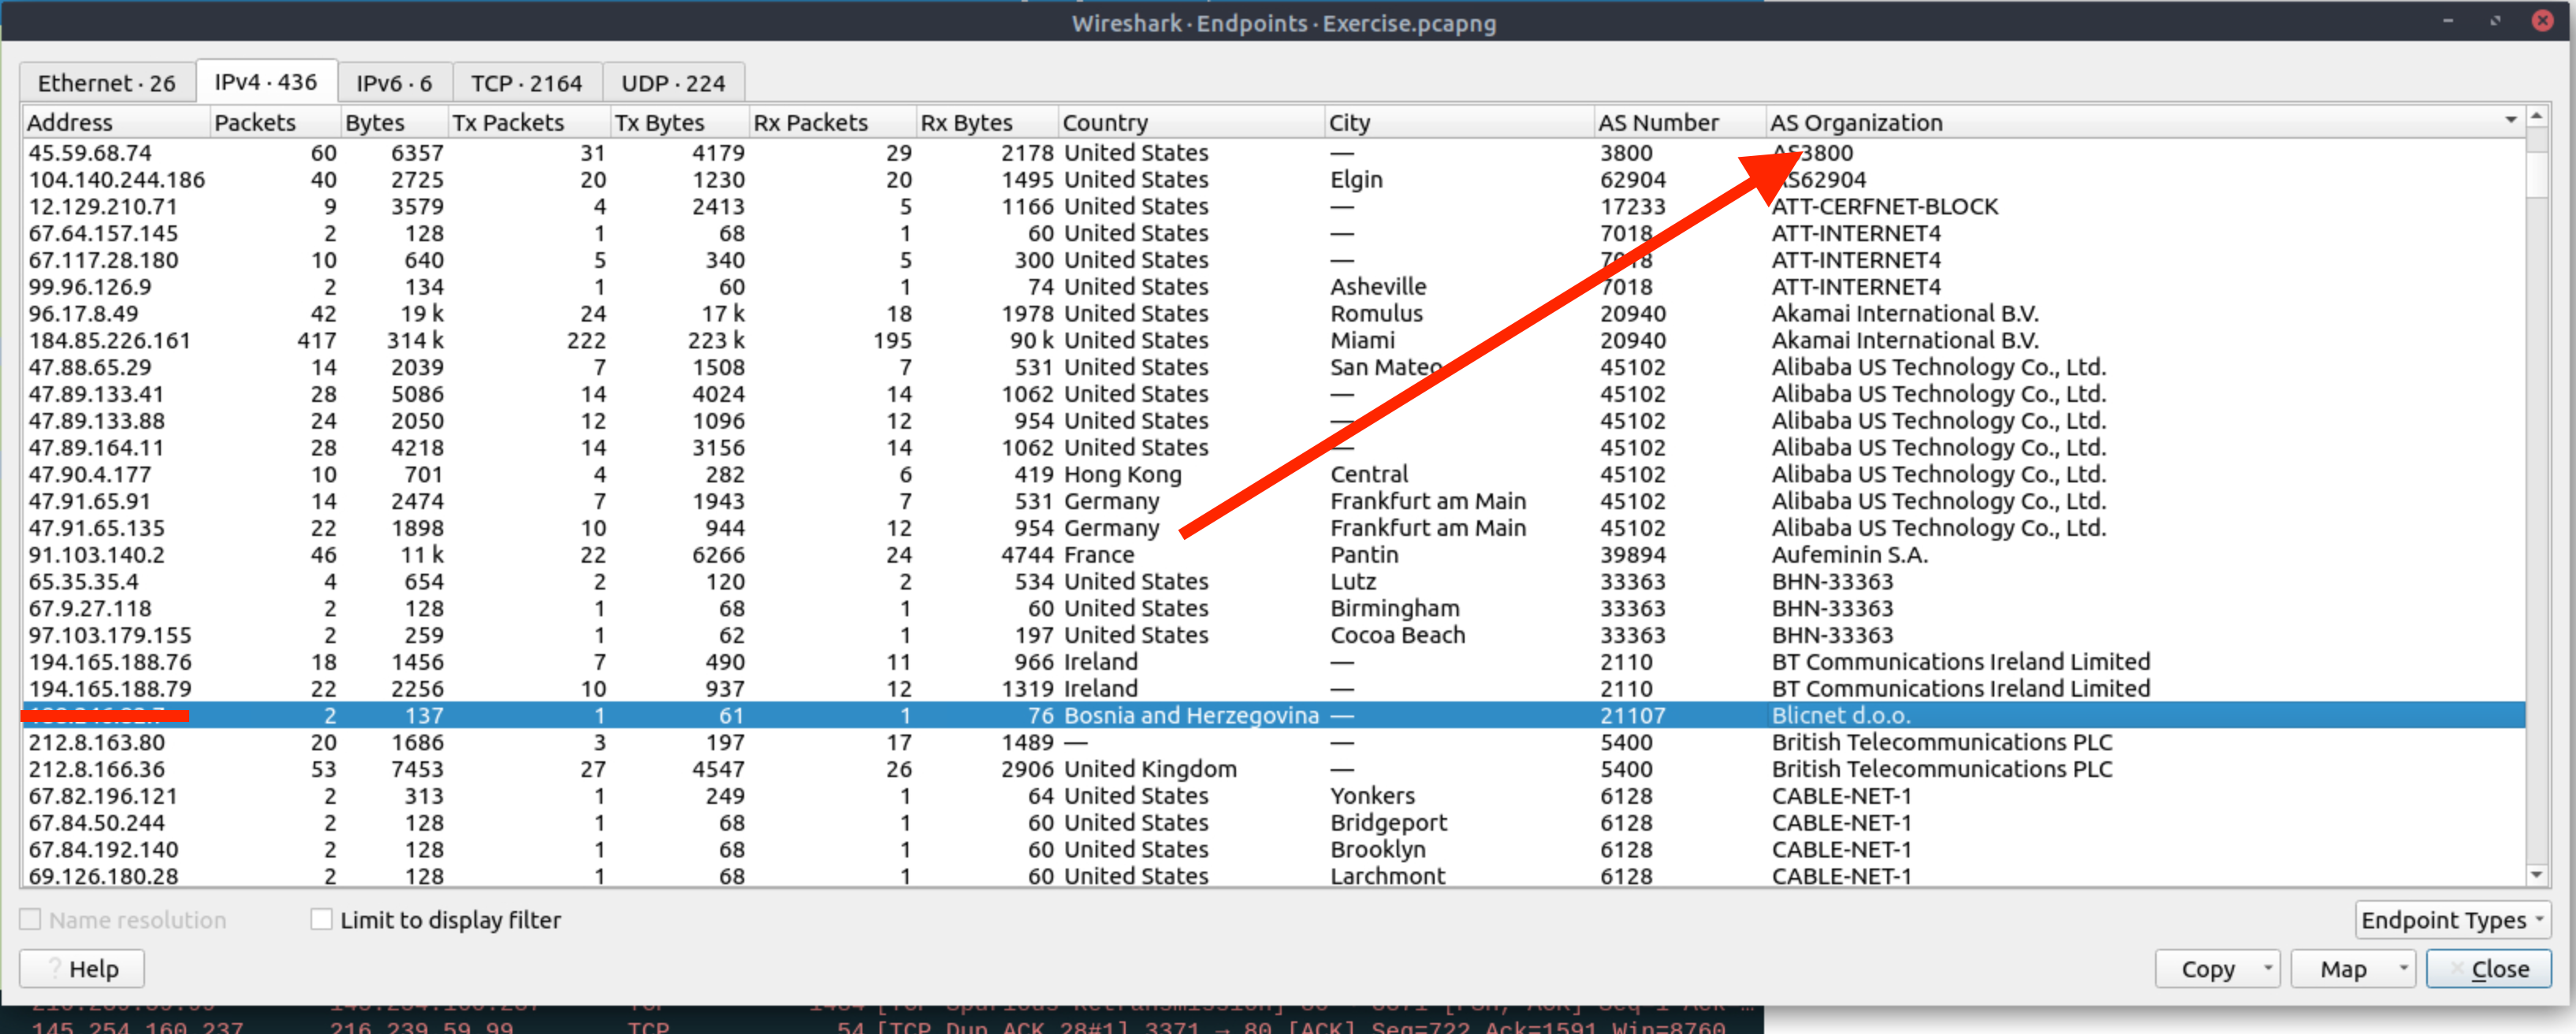 Wireshark · Endpoints · Exercise.pcapng
Ethernet · 26 IPv4 · 436 IPv6 · 6 TCP · 2164 UDP · 224
Address Packets Bytes Tx Packets Tx Bytes Rx Packets Rx Bytes Country City AS Number AS Organization
45.59.68.74 60 6357 31 4179 29 2178 United States — 3800 AS3800
104.140.244.186 40 2725 20 1230 20 1495 United States Elgin 62904 AS62904
12.129.210.71 9 3579 4 2413 5 1166 United States — 17233 ATT-CERFNET-BLOCK
67.64.157.145 2 128 1 68 1 60 United States — 7018 ATT-INTERNET4
67.117.28.180 10 640 5 340 5 300 United States — 7018 ATT-INTERNET4
99.96.126.9 2 134 1 60 1 74 United States Asheville 7018 ATT-INTERNET4
96.17.8.49 42 19 k 24 17 k 18 1978 United States Romulus 20940 Akamai International B.V.
184.85.226.161 417 314 k 222 223 k 195 90 k United States Miami 20940 Akamai International B.V.
47.88.65.29 14 2039 7 1508 7 531 United States San Mateo 45102 Alibaba US Technology Co., Ltd.
47.89.133.41 28 5086 14 4024 14 1062 United States — 45102 Alibaba US Technology Co., Ltd.
47.89.133.88 24 2050 12 1096 12 954 United States — 45102 Alibaba US Technology Co., Ltd.
47.89.164.11 28 4218 14 3156 14 1062 United States — 45102 Alibaba US Technology Co., Ltd.
47.90.4.177 10 701 4 282 6 419 Hong Kong Central 45102 Alibaba US Technology Co., Ltd.
47.91.65.91 14 2474 7 1943 7 531 Germany Frankfurt am Main 45102 Alibaba US Technology Co., Ltd.
47.91.65.135 22 1898 10 944 12 954 Germany Frankfurt am Main 45102 Alibaba US Technology Co., Ltd.
91.103.140.2 46 11 k 22 6266 24 4744 France Pantin 39894 Aufeminin S.A.
65.35.35.4 4 654 2 120 2 534 United States Lutz 33363 BHN-33363
67.9.27.118 2 128 1 68 1 60 United States Birmingham 33363 BHN-33363
97.103.179.155 2 259 1 62 1 197 United States Cocoa Beach 33363 BHN-33363
194.165.188.76 18 1456 7 490 11 966 Ireland — 2110 BT Communications Ireland Limited
194.165.188.79 22 2256 10 937 12 1319 Ireland — 2110 BT Communications Ireland Limited
2 137 1 61 1 76 Bosnia and Herzegovina — 21107 Blicnet d.o.o.
212.8.163.80 20 1686 3 197 17 1489 — — 5400 British Telecommunications PLC
212.8.166.36 53 7453 27 4547 26 2906 United Kingdom — 5400 British Telecommunications PLC
67.82.196.121 2 313 1 249 1 64 United States Yonkers 6128 CABLE-NET-1
67.84.50.244 2 128 1 68 1 60 United States Bridgeport 6128 CABLE-NET-1
67.84.192.140 2 128 1 68 1 60 United States Brooklyn 6128 CABLE-NET-1
69.126.180.28 2 128 1 68 1 60 United States Larchmont 6128 CABLE-NET-1
Name resolution Limit to display filter Endpoint Types
? Help Copy Map Close
145.254.160.237 216.239.59.99 TCP 54 [TCP Dup ACK 28#1] 3371 → 80 [ACK] Seq=722 Ack=1591 Win=8760